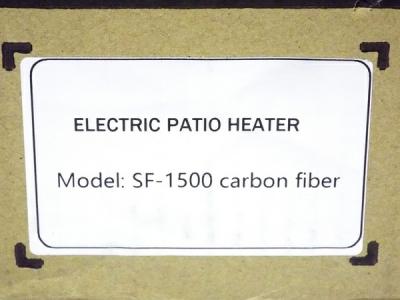 ELECTRIC PATIO HEATER
Model: SF-1500 carbon fiber